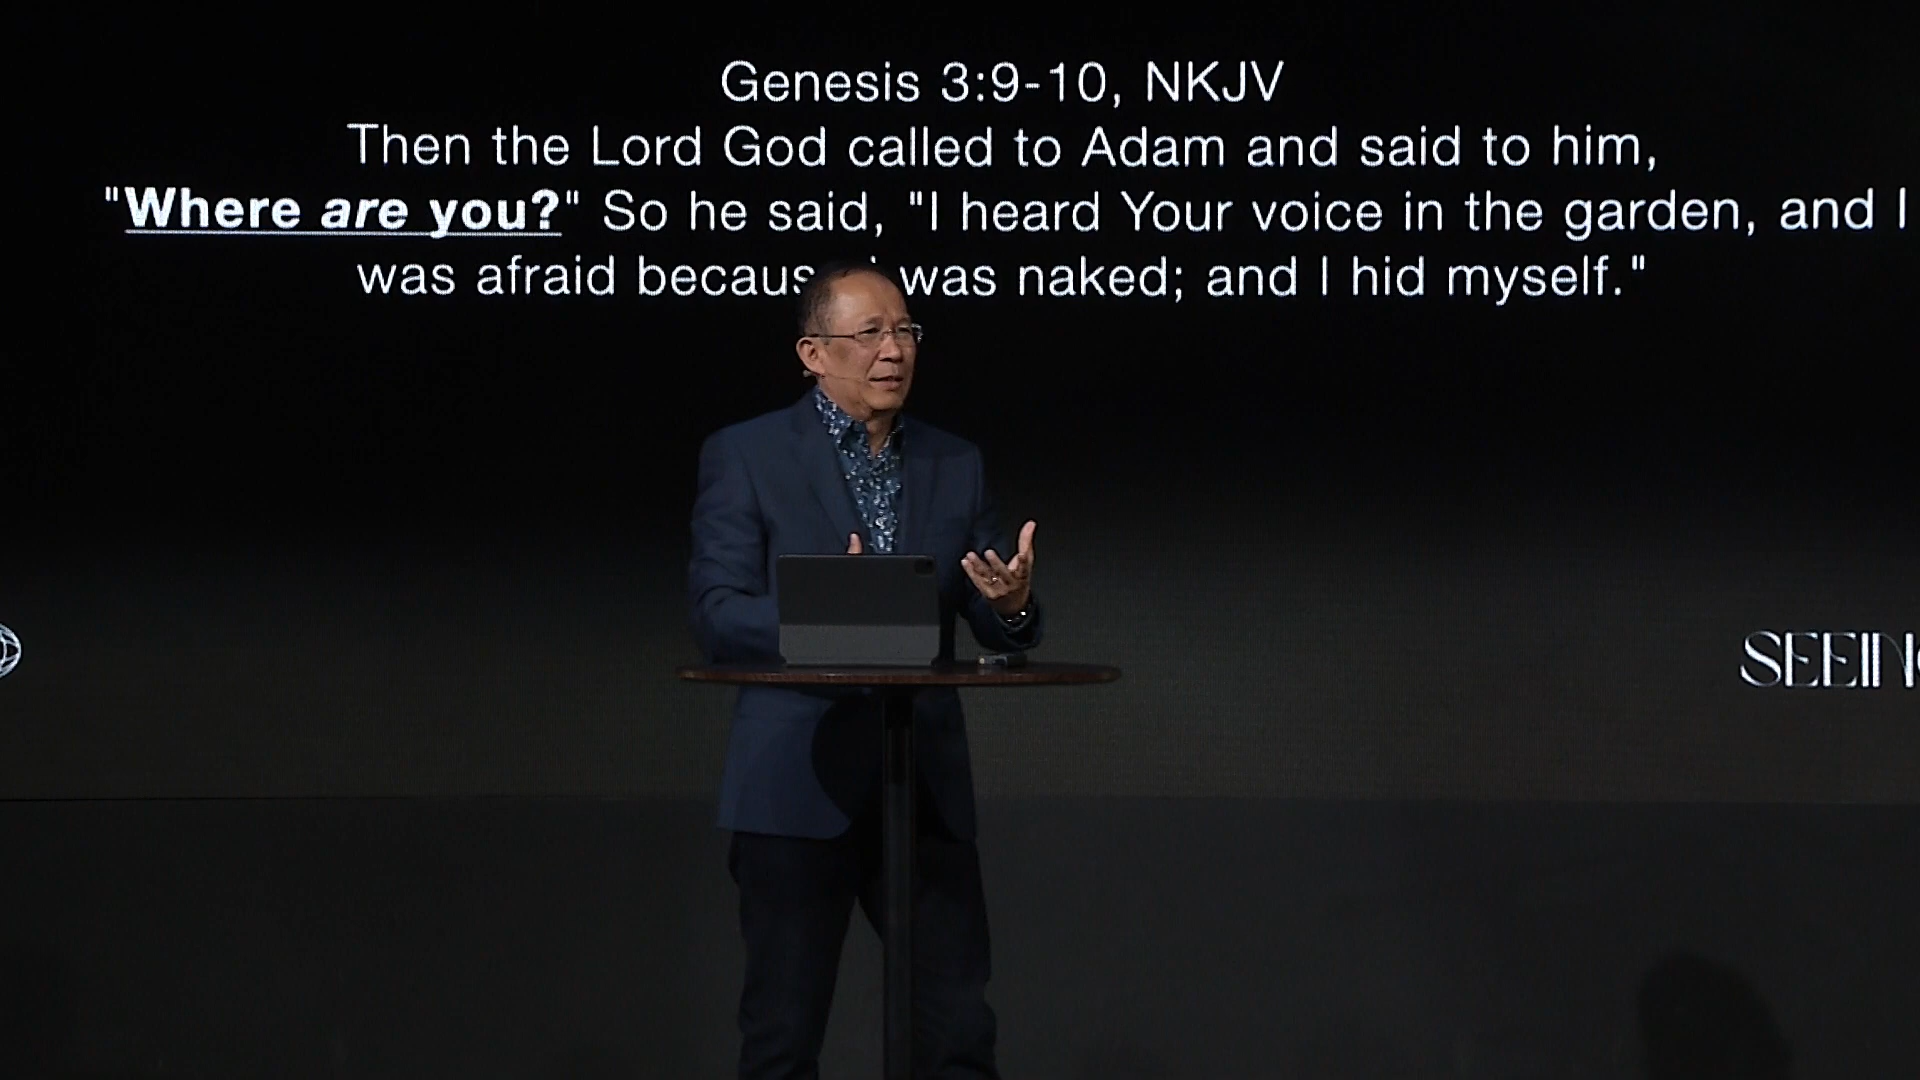 Genesis 3:9-10, NKJV
Then the Lord God called to Adam and said to him,
"Where are you?" So he said, "I heard Your voice in the garden, and I
was afraid was naked; and I hid myself."